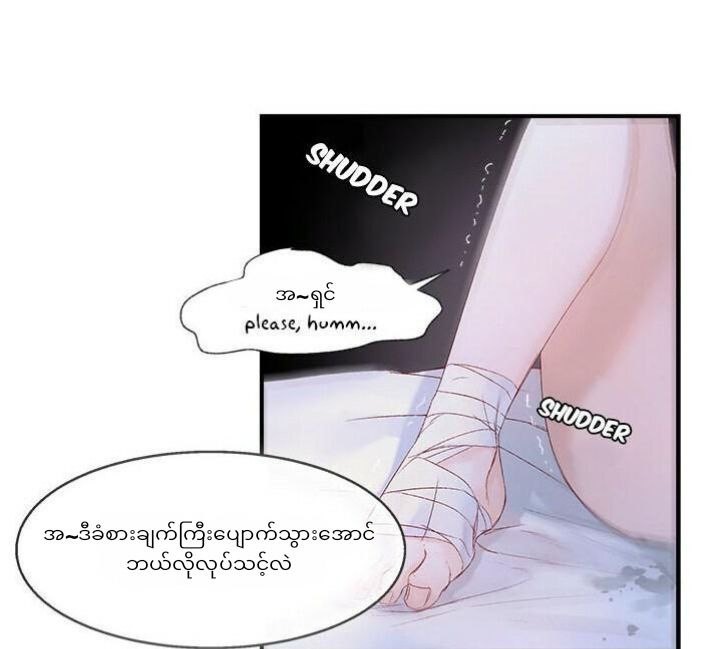 SHUDDER
အ~ရှင်
please, humm...
SHUDDER
အ~ဒီခံစားချက်ကြီးပျောက်သွားအောင်
ဘယ်လိုလုပ်သင့်လဲ